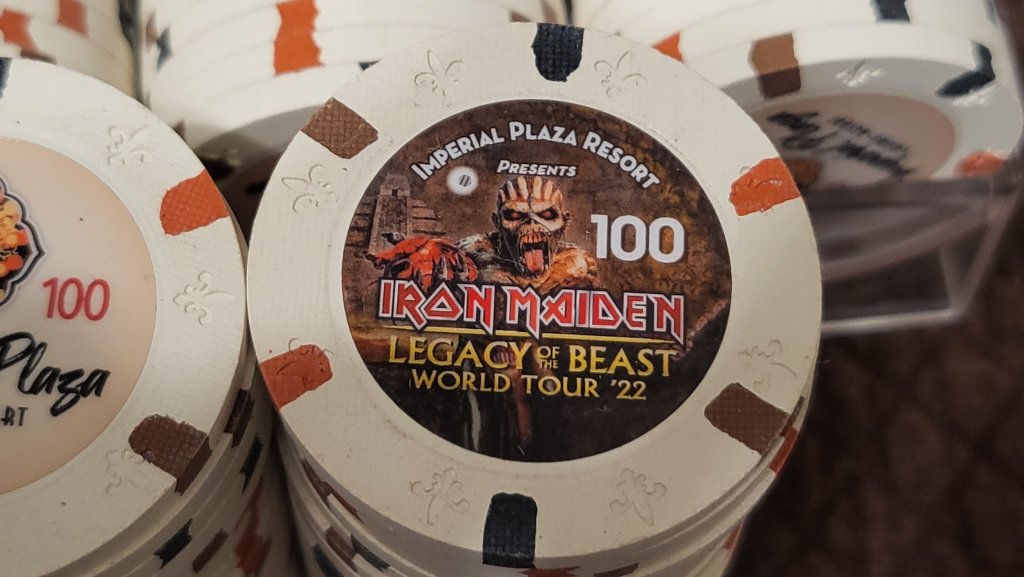 IMPERIAL PLAZA RESORT
PRESENTS
100
IRON MAIDEN
LEGACY OF THE BEAST
WORLD TOUR '22
100
Plaza